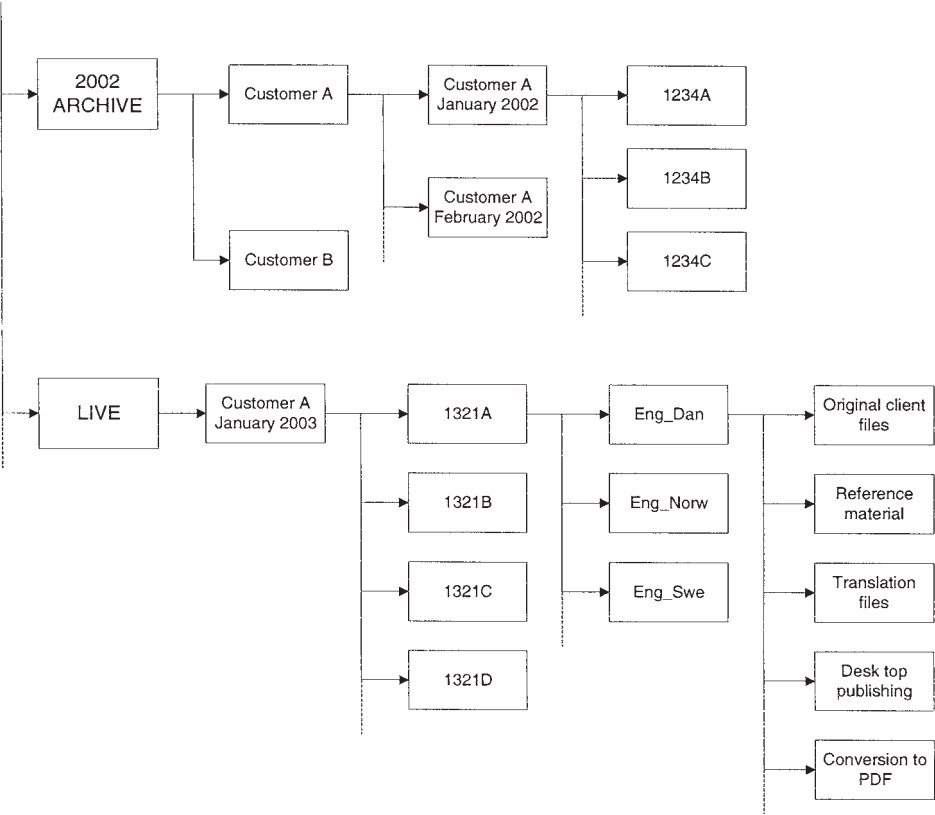 2002
ARCHIVE
Customer A
Customer A
January 2002
1234A
1234B
Customer A
February 2002
Customer B
1234C
LIVE
Customer A
January 2003
1321A
Eng_Dan
Original client
files
1321B
Eng_Norw
Reference
material
1321C
Eng_Swe
Translation
files
1321D
Desk top
publishing
Conversion to
PDF